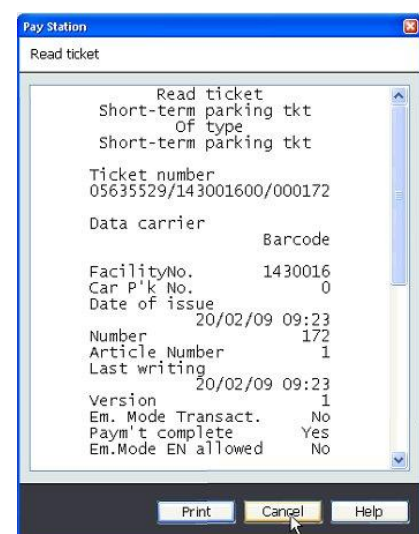 Pay Station
Read ticket
Read ticket
Short-term parking tkt
Of type
Short-term parking tkt
Ticket number
05635529/143001600/000172
Data carrier
Barcode
FacilityNo. 1430016
Car P'k No. 0
Date of issue
20/02/09 09:23
Number 172
Article Number 1
Last writing
20/02/09 09:23
Version 1
Em. Mode Transact. No
Paym't complete Yes
Em.Mode EN allowed No
Print Cancel Help